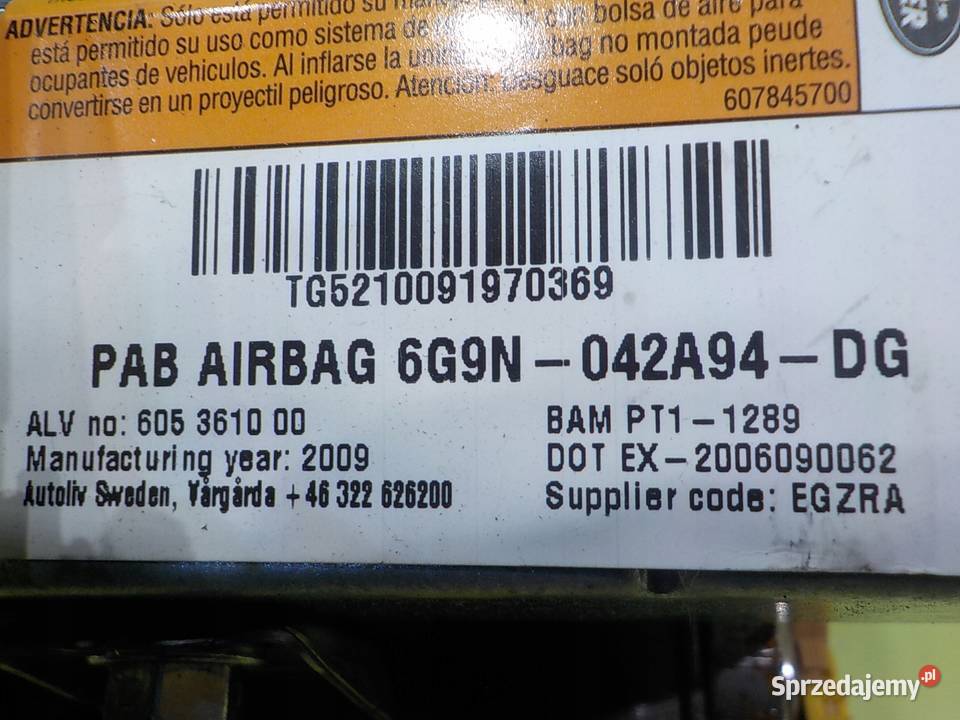 ADVERTENCIA: Sólo está permitido su
bolsa de aire para
está permitido su uso como sistema de bag no montada peude
ocupantes de vehiculos. Al inflarse la
convertirse en un proyectil peligroso. Atención: Desguace soló objetos inertes.
607845700
TG5210091970369
PAB AIRBAG 6G9N-042A94-DG
ALV no: 605 3610 00
BAM PT1-1289
Manufacturing year: 2009
DOT EX-2006090062
Autoliv Sweden, Vårgårda +46 322 626200
Supplier code: EGZRA
Sprzedajemy.pl